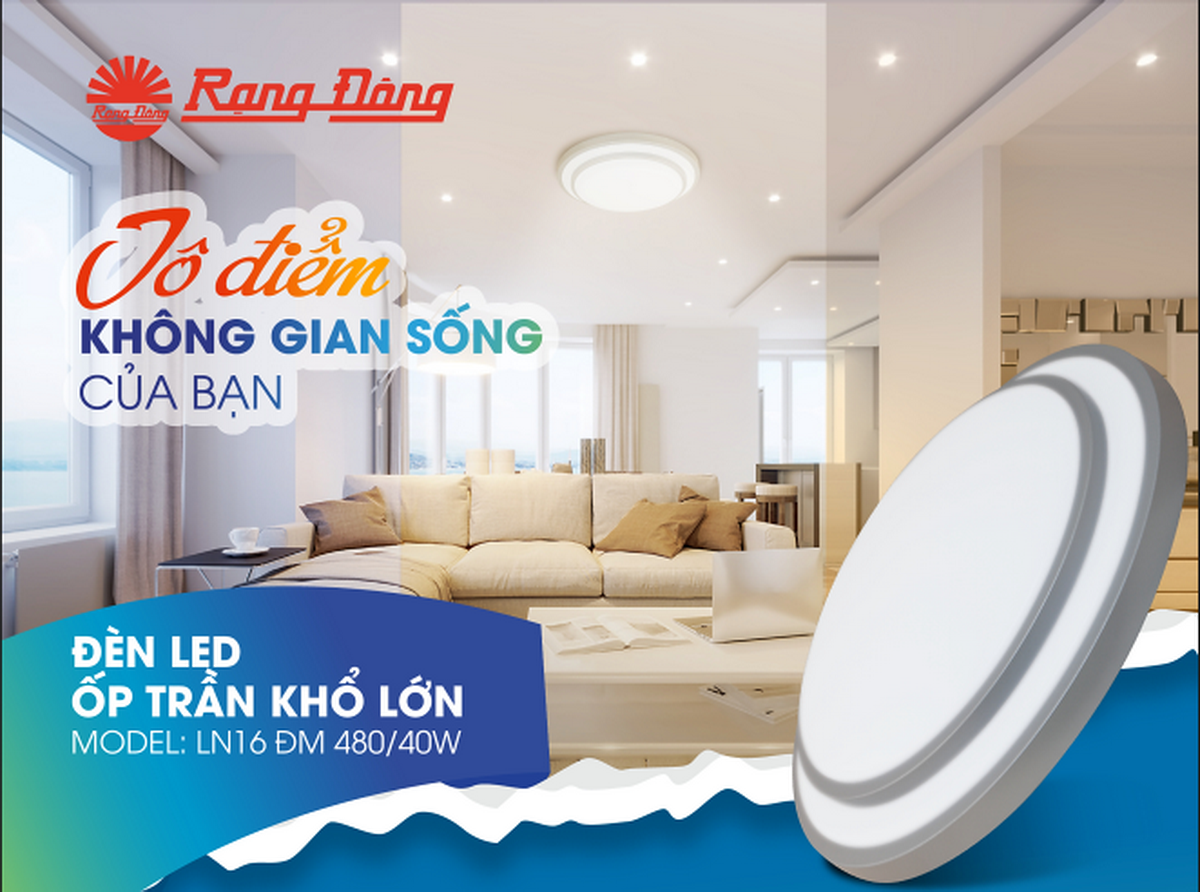 Rạng Đông
Rạng Đông
Tô điểm
KHÔNG GIAN SỐNG
CỦA BẠN
ĐÈN LED
ỐP TRẦN KHỔ LỚN
MODEL: LN16 ĐM 480/40W